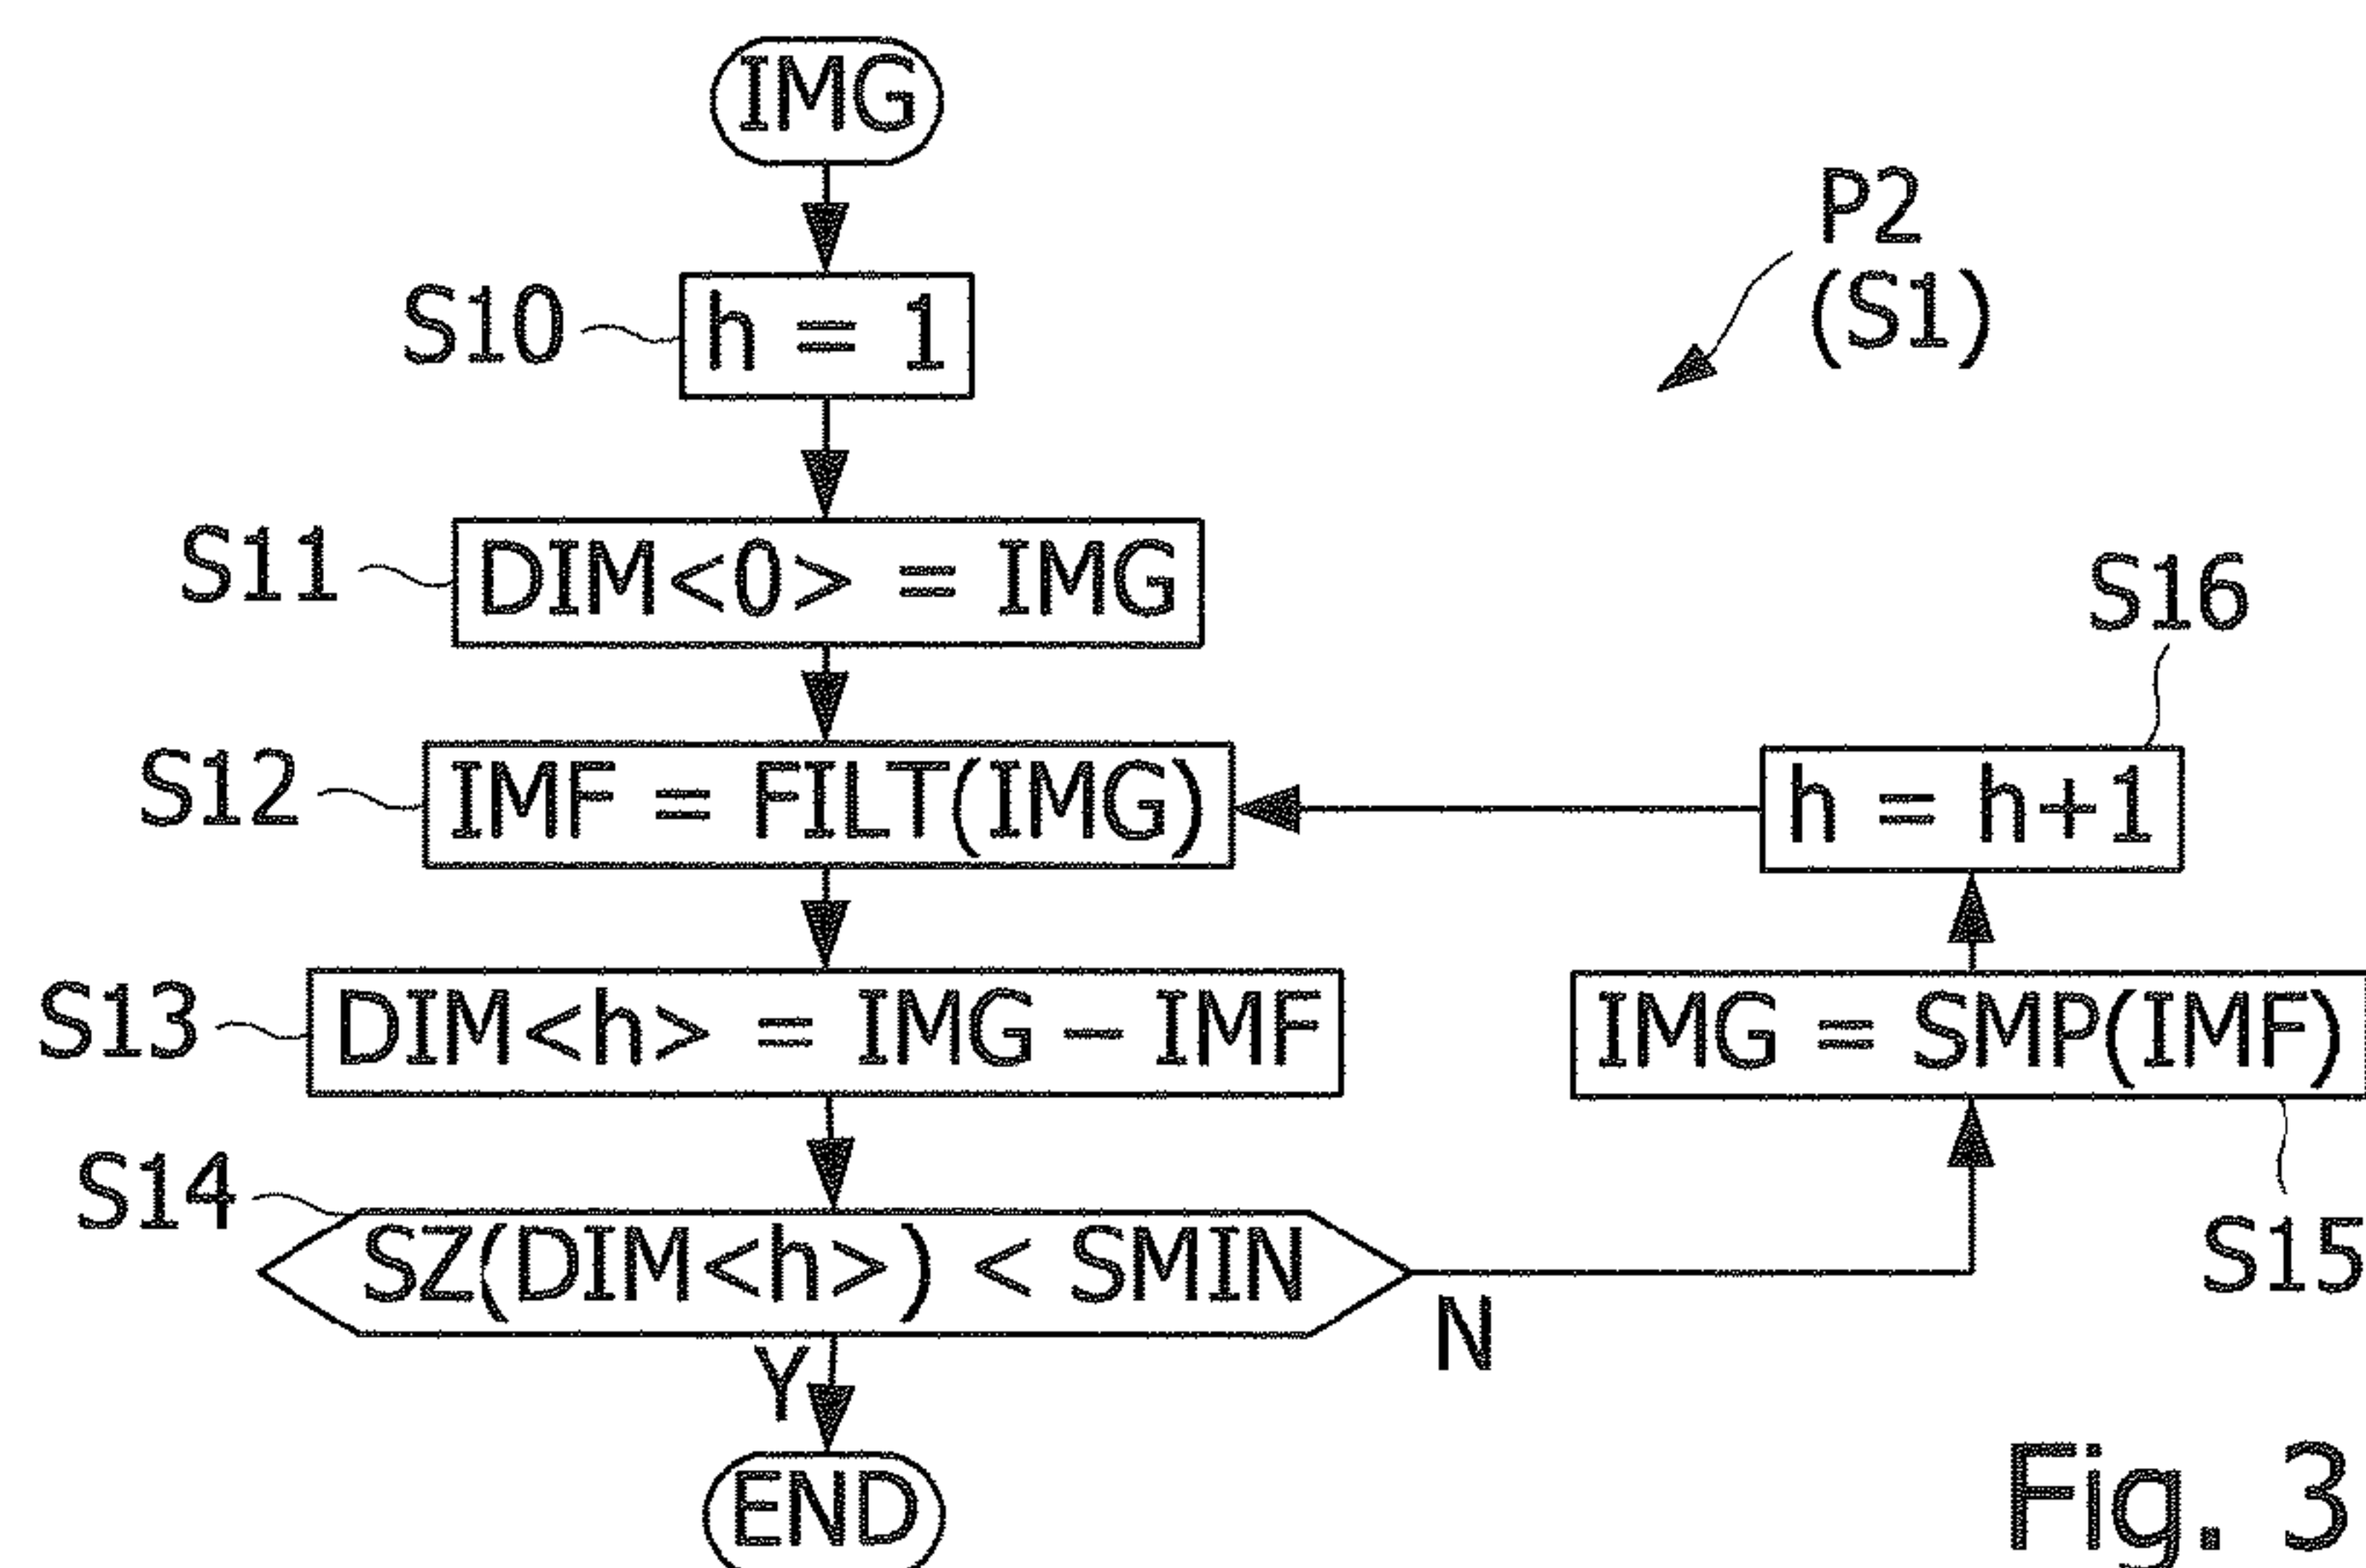 IMG
P2
(S1)
S10
h = 1
S11
DIM<0> = IMG
S16
S12
IMF = FILT(IMG)
h = h+1
S13
DIM<h> = IMG – IMF
IMG = SMP(IMF)
S14
SZ(DIM<h>) < SMIN
S15
N
Y
END
Fig. 3